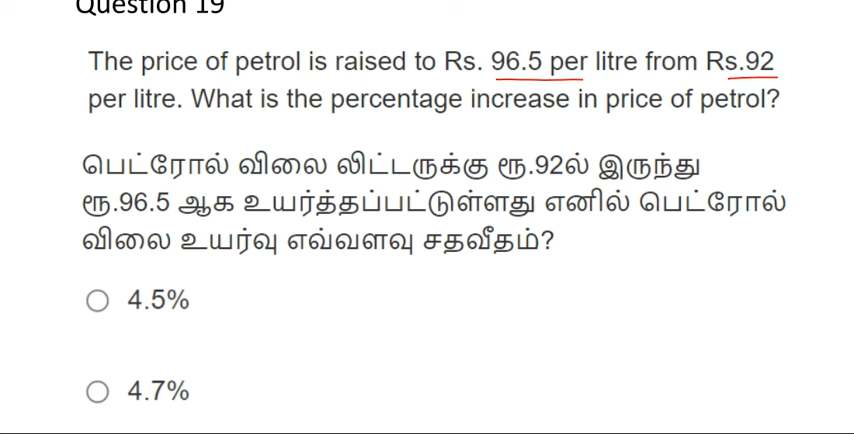 Question 19
The price of petrol is raised to Rs. 96.5 per litre from Rs.92
per litre. What is the percentage increase in price of petrol?
பெட்ரோல் விலை லிட்டருக்கு ரூ.92ல் இருந்து
ரூ.96.5 ஆக உயர்த்தப்பட்டுள்ளது எனில் பெட்ரோல்
விலை உயர்வு எவ்வளவு சதவீதம்?
4.5%
4.7%